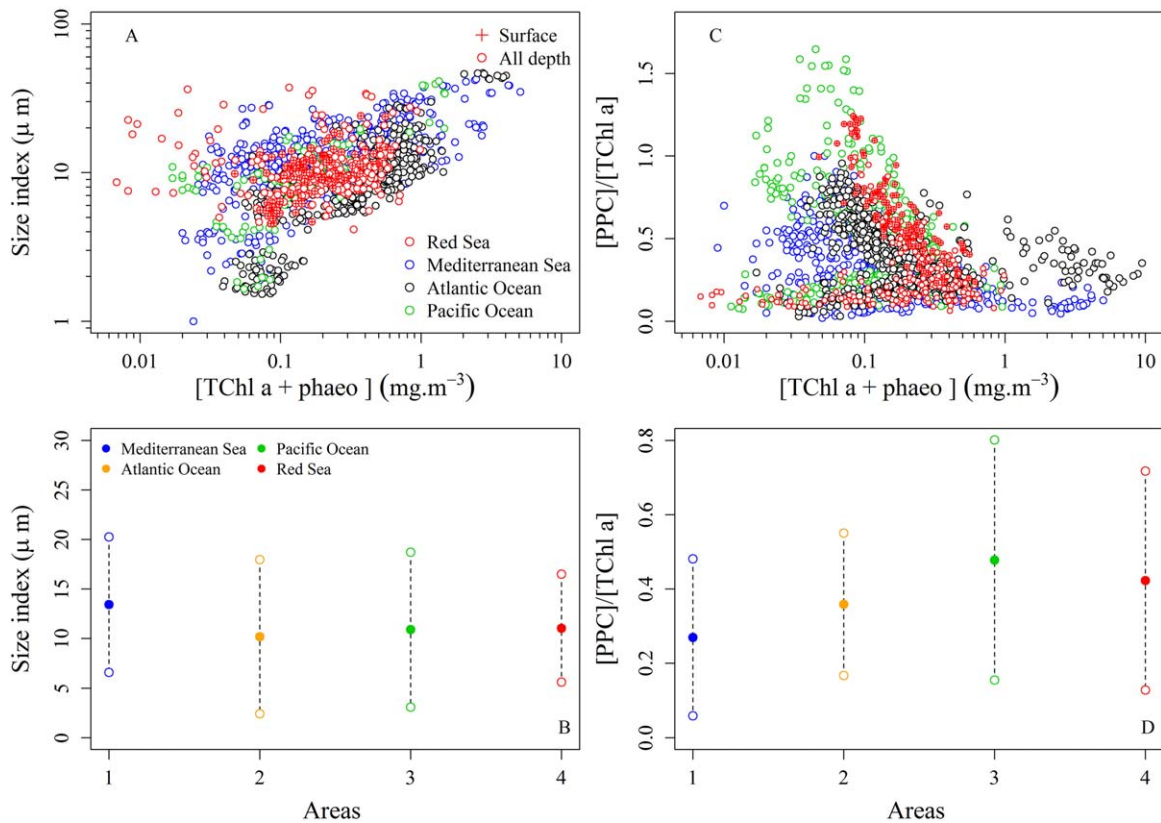 A
Surface
All depth
Red Sea
Mediterranean Sea
Atlantic Ocean
Pacific Ocean
Size index (μ m)
1
10
100
0.01
0.1
1
10
[TChl a + phaeo ] (mg.m⁻³)
C
[PPC]/[TChl a]
0.0
0.5
1.0
1.5
0.01
0.1
1
10
[TChl a + phaeo ] (mg.m⁻³)
Mediterranean Sea
Atlantic Ocean
Pacific Ocean
Red Sea
Size index (μ m)
0
5
10
15
20
25
30
B
1
2
3
4
Areas
[PPC]/[TChl a]
0.0
0.2
0.4
0.6
0.8
D
1
2
3
4
Areas